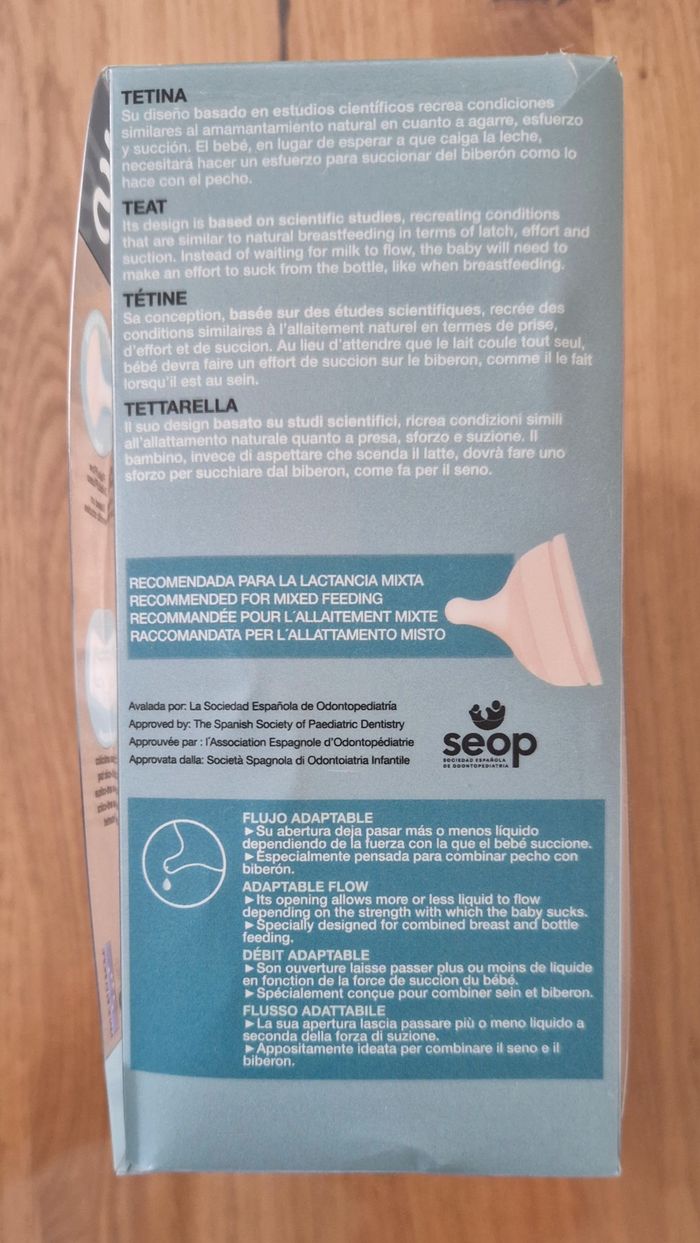 TETINA
Su diseño basado en estudios científicos recrea condiciones
similares al amamantamiento natural en cuanto a agarre, esfuerzo
y succión. El bebé, en lugar de esperar a que caiga la leche,
necesitará hacer un esfuerzo para succionar del biberón como lo
hace con el pecho.
TEAT
Its design is based on scientific studies, recreating conditions
that are similar to natural breastfeeding in terms of latch, effort and
suction. Instead of waiting for milk to flow, the baby will need to
make an effort to suck from the bottle, like when breastfeeding.
TÉTINE
Sa conception, basée sur des études scientifiques, recrée des
conditions similaires à l'allaitement naturel en termes de prise,
d'effort et de succion. Au lieu d'attendre que le lait coule tout seul,
bébé devra faire un effort de succion sur le biberon, comme il le fait
lorsqu'il est au sein.
TETTARELLA
Il suo design basato su studi scientifici, ricrea condizioni simili
all'allattamento naturale quanto a presa, sforzo e suzione. Il
bambino, invece di aspettare che scenda il latte, dovrà fare uno
sforzo per succhiare dal biberon, come fa per il seno.
RECOMENDADA PARA LA LACTANCIA MIXTA
RECOMMENDED FOR MIXED FEEDING
RECOMMANDÉE POUR L´ALLAITEMENT MIXTE
RACCOMANDATA PER L´ALLATTAMENTO MISTO
Avalada por: La Sociedad Española de Odontopediatría
Approved by: The Spanish Society of Paediatric Dentistry
Approuvée par : l'Association Espagnole d'Odontopédiatrie
Approvata dalla: Società Spagnola di Odontoiatria Infantile
seop
SOCIEDAD ESPAÑOLA
DE ODONTOPEDIATRÍA
FLUJO ADAPTABLE
►Su abertura deja pasar más o menos líquido
dependiendo de la fuerza con la que el bebé succione.
►Especialmente pensada para combinar pecho con
biberón.
ADAPTABLE FLOW
►Its opening allows more or less liquid to flow
depending on the strength with which the baby sucks.
►Specially designed for combined breast and bottle
feeding.
DÉBIT ADAPTABLE
►Son ouverture laisse passer plus ou moins de liquide
en fonction de la force de succion du bébé.
►Spécialement conçue pour combiner sein et biberon.
FLUSSO ADATTABILE
►La sua apertura lascia passare più o meno liquido a
seconda della forza di suzione.
►Appositamente ideata per combinare il seno e il
biberon.